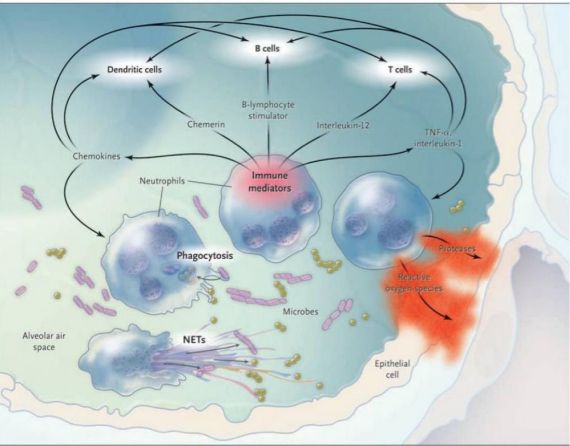 B cells
Dendritic cells
T cells
B-lymphocyte
stimulator
Chemerin
Interleukin-12
TNF-α,
interleukin-1
Chemokines
Neutrophils
Immune
mediators
Phagocytosis
Proteases
Reactive
oxygen species
Microbes
Alveolar air
space
NETs
Epithelial
cell